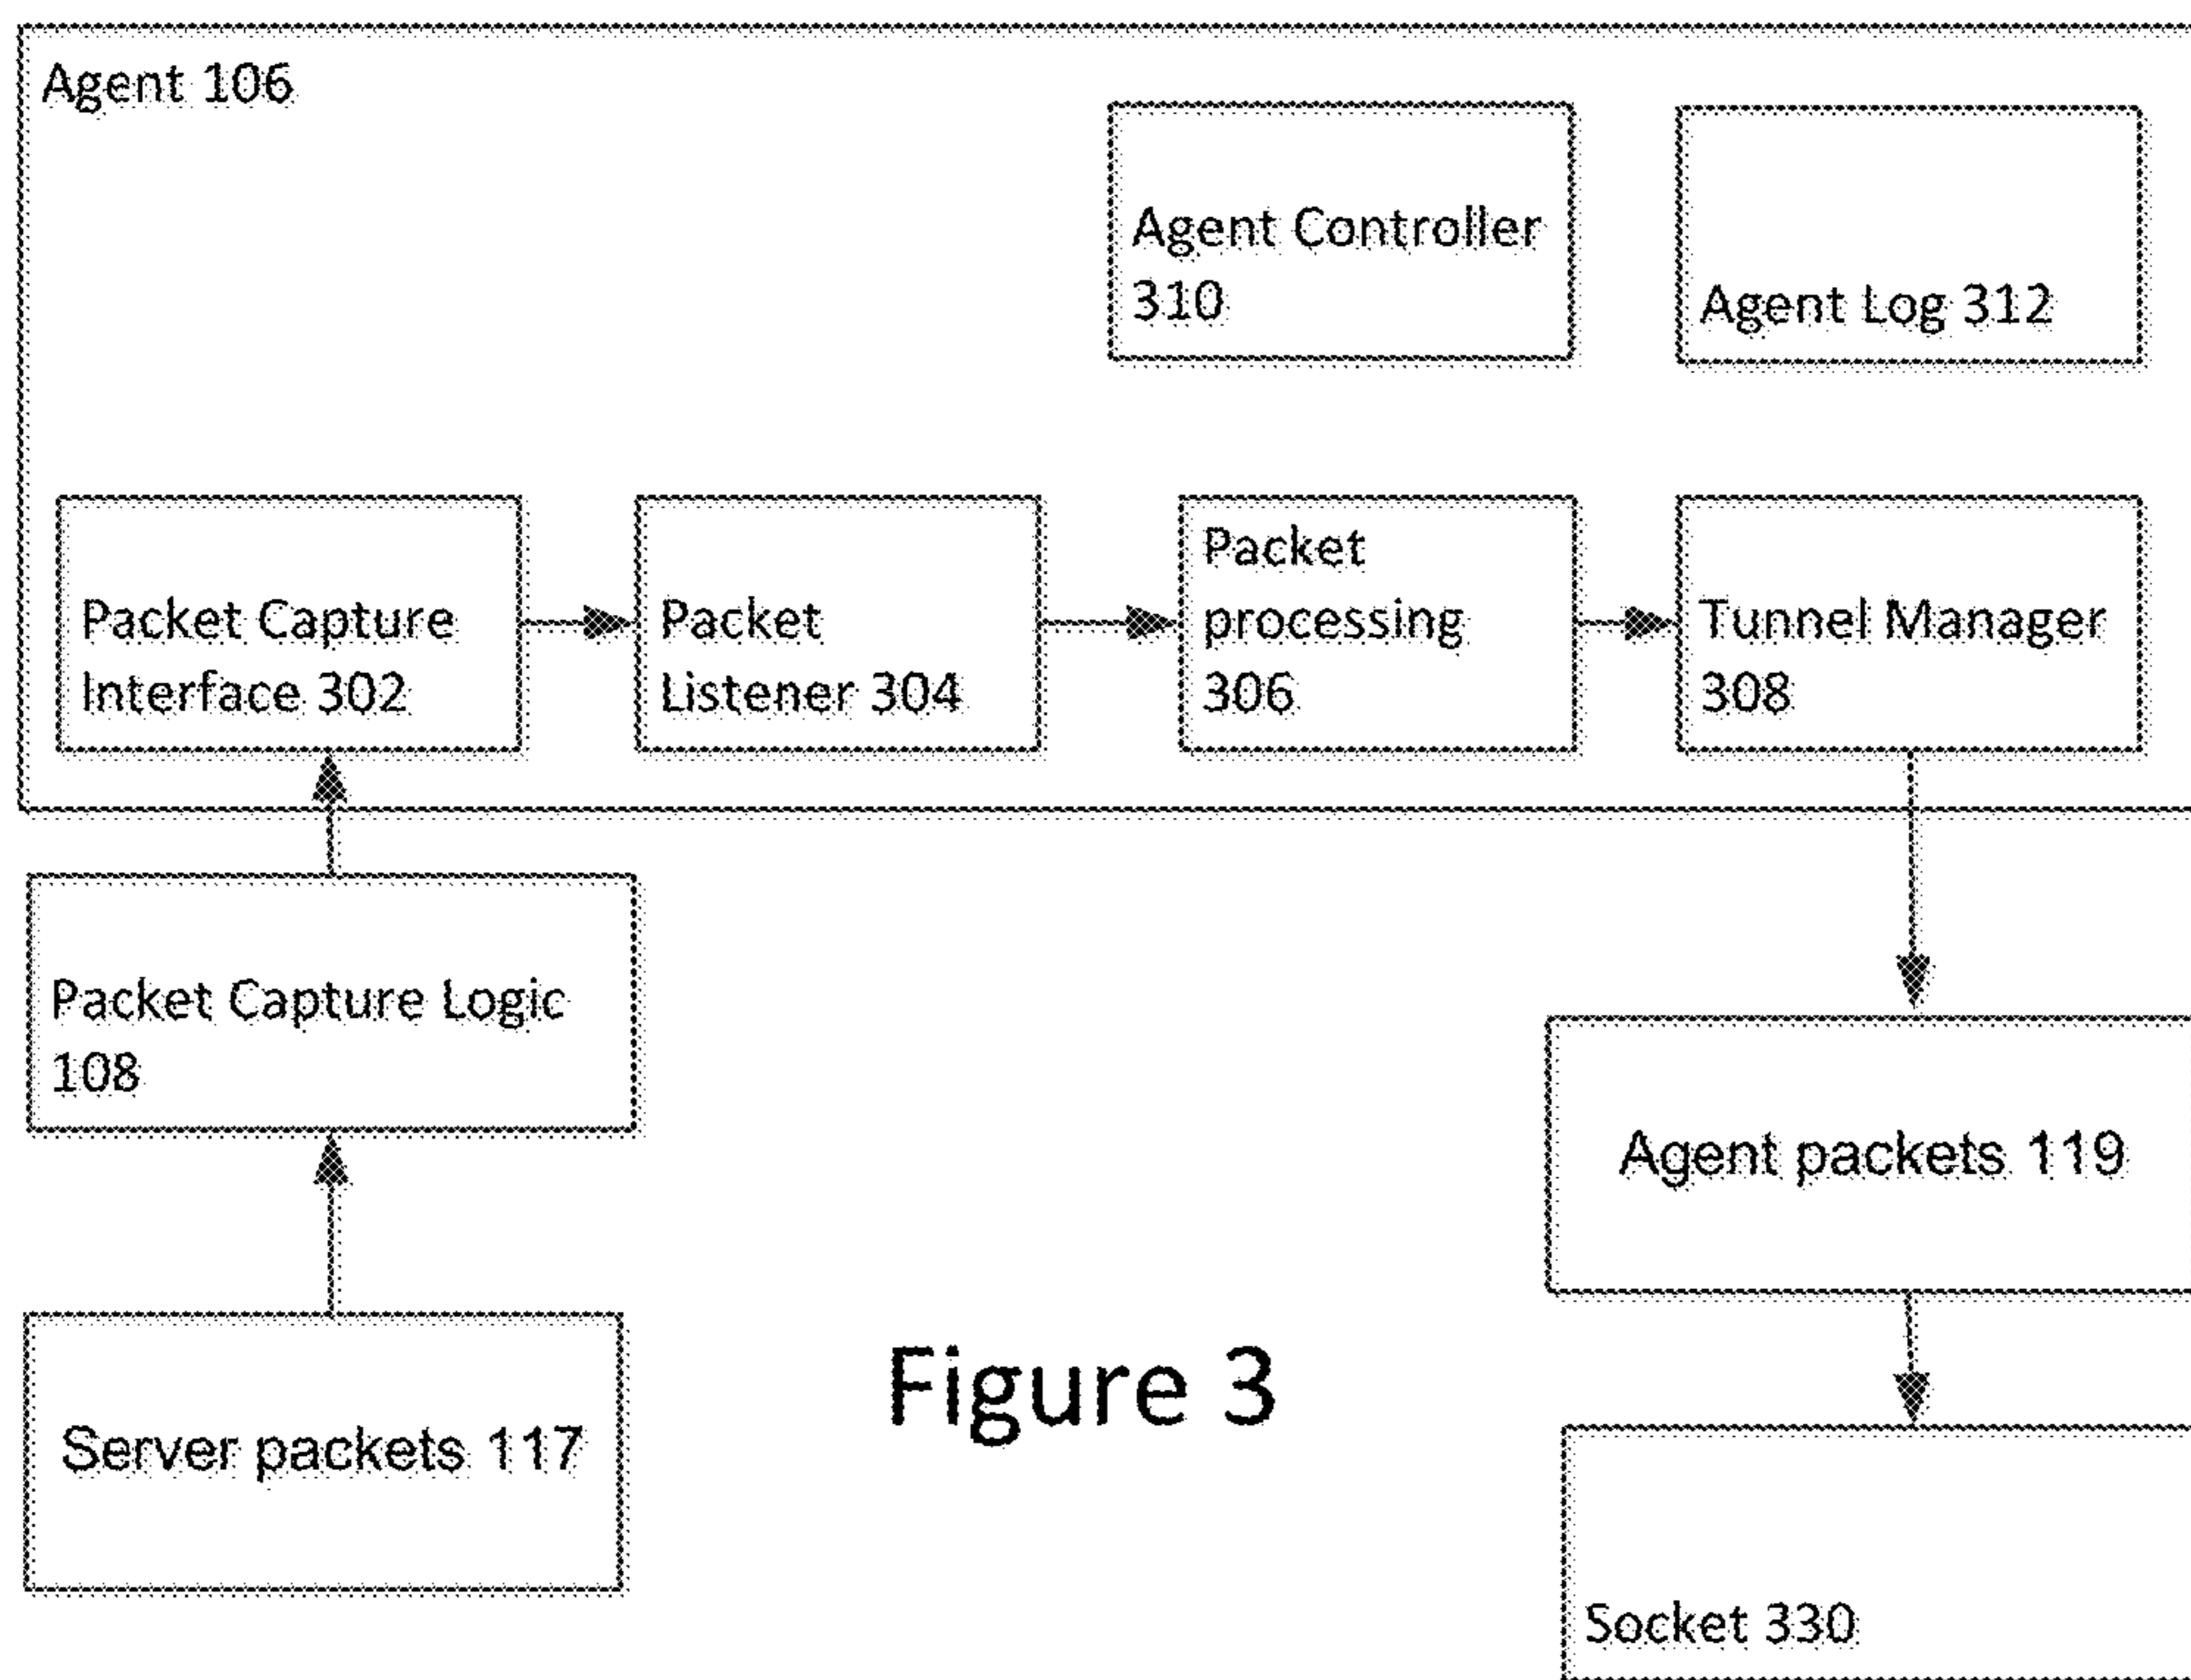 Agent 106
Agent Controller
310
Agent Log 312
Packet Capture
Interface 302
Packet
Listener 304
Packet
processing
306
Tunnel Manager
308
Packet Capture Logic
108
Agent packets 119
Server packets 117
Figure 3
Socket 330